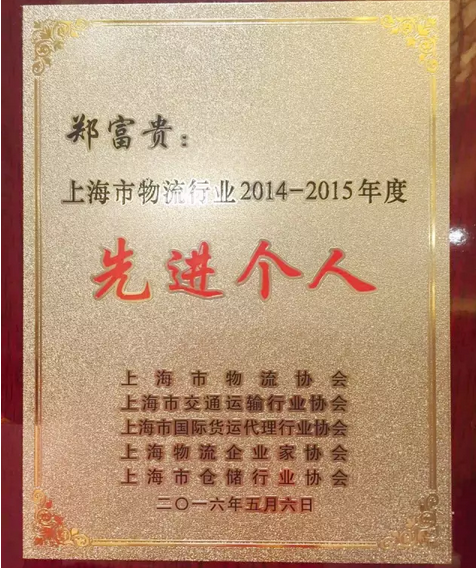 郑富贵：
上海市物流行业2014-2015年度
先进个人
上海市物流协会
上海市交通运输行业协会
上海市国际货运代理行业协会
上海物流企业家协会
上海市仓储行业协会
二〇一六年五月六日